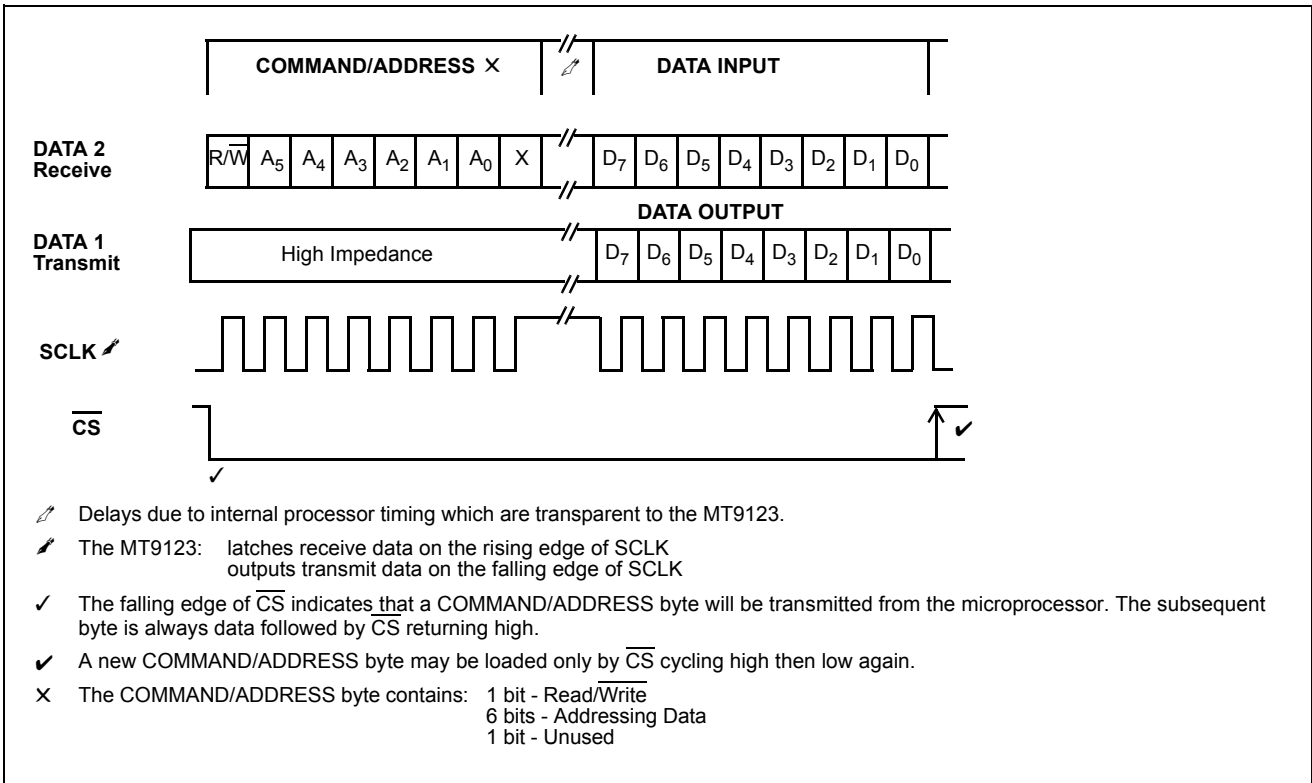 COMMAND/ADDRESS ✕
DATA INPUT
DATA 2
Receive
R/W̅ A₅ A₄ A₃ A₂ A₁ A₀ X D₇ D₆ D₅ D₄ D₃ D₂ D₁ D₀
DATA OUTPUT
DATA 1
Transmit
High Impedance D₇ D₆ D₅ D₄ D₃ D₂ D₁ D₀
SCLK
C̅S̅
Delays due to internal processor timing which are transparent to the MT9123.
The MT9123: latches receive data on the rising edge of SCLK
outputs transmit data on the falling edge of SCLK
✓ The falling edge of C̅S̅ indicates that a COMMAND/ADDRESS byte will be transmitted from the microprocessor. The subsequent
byte is always data followed by C̅S̅ returning high.
✔ A new COMMAND/ADDRESS byte may be loaded only by C̅S̅ cycling high then low again.
✕ The COMMAND/ADDRESS byte contains: 1 bit - Read/W̅r̅i̅t̅e̅
6 bits - Addressing Data
1 bit - Unused